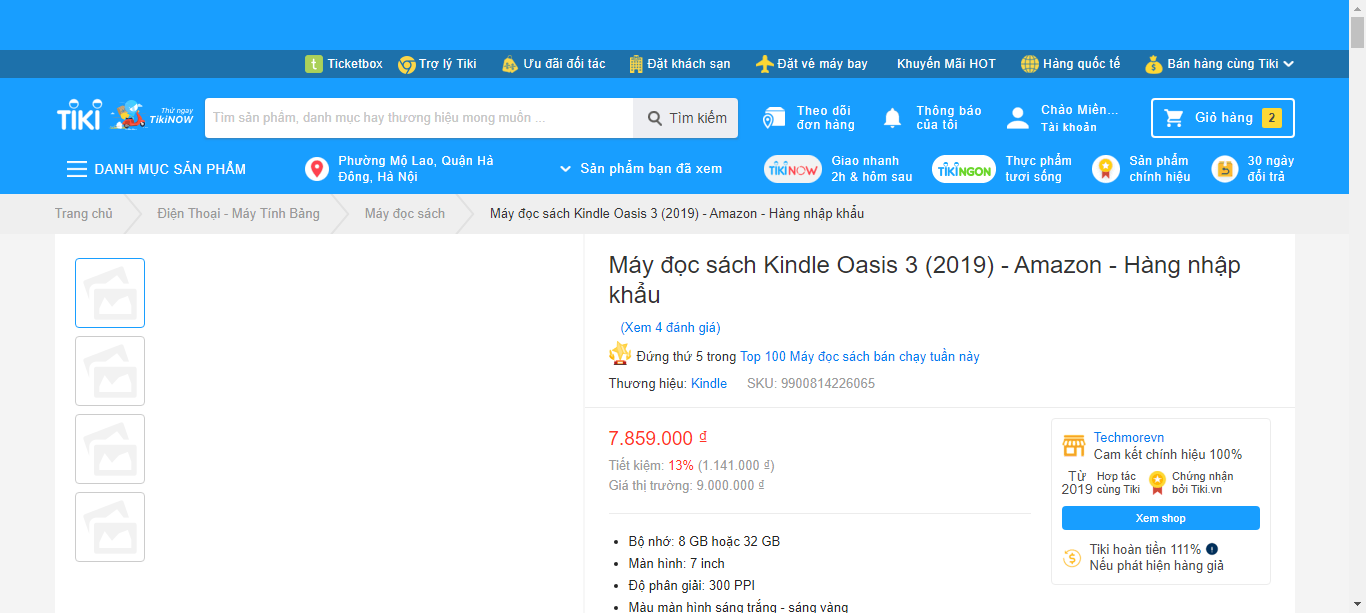 Ticketbox
Trợ lý Tiki
Ưu đãi đối tác
Đặt khách sạn
Đặt vé máy bay
Khuyến Mãi HOT
Hàng quốc tế
Bán hàng cùng Tiki
TIKI
Thử ngay
TikiNOW
Tìm sản phẩm, danh mục hay thương hiệu mong muốn ...
Tìm kiếm
Theo dõi
đơn hàng
Thông báo
của tôi
Chào Miền...
Tài khoản
Giỏ hàng
2
DANH MỤC SẢN PHẨM
Phường Mộ Lao, Quận Hà
Đông, Hà Nội
Sản phẩm bạn đã xem
TIKINOW
Giao nhanh
2h & hôm sau
TIKINGON
Thực phẩm
tươi sống
Sản phẩm
chính hiệu
30 ngày
đổi trả
Trang chủ
Điện Thoại - Máy Tính Bảng
Máy đọc sách
Máy đọc sách Kindle Oasis 3 (2019) - Amazon - Hàng nhập khẩu
Máy đọc sách Kindle Oasis 3 (2019) - Amazon - Hàng nhập
khẩu
(Xem 4 đánh giá)
Đứng thứ 5 trong Top 100 Máy đọc sách bán chạy tuần này
Thương hiệu: Kindle SKU: 9900814226065
7.859.000 ₫
Tiết kiệm: 13% (1.141.000 ₫)
Giá thị trường: 9.000.000 ₫
• Bộ nhớ: 8 GB hoặc 32 GB
• Màn hình: 7 inch
• Độ phân giải: 300 PPI
• Màu màn hình sáng trắng - sáng vàng
Techmorevn
Cam kết chính hiệu 100%
Từ
2019
Hợp tác
cùng Tiki
Chứng nhận
bởi Tiki.vn
Xem shop
Tiki hoàn tiền 111%
Nếu phát hiện hàng giả